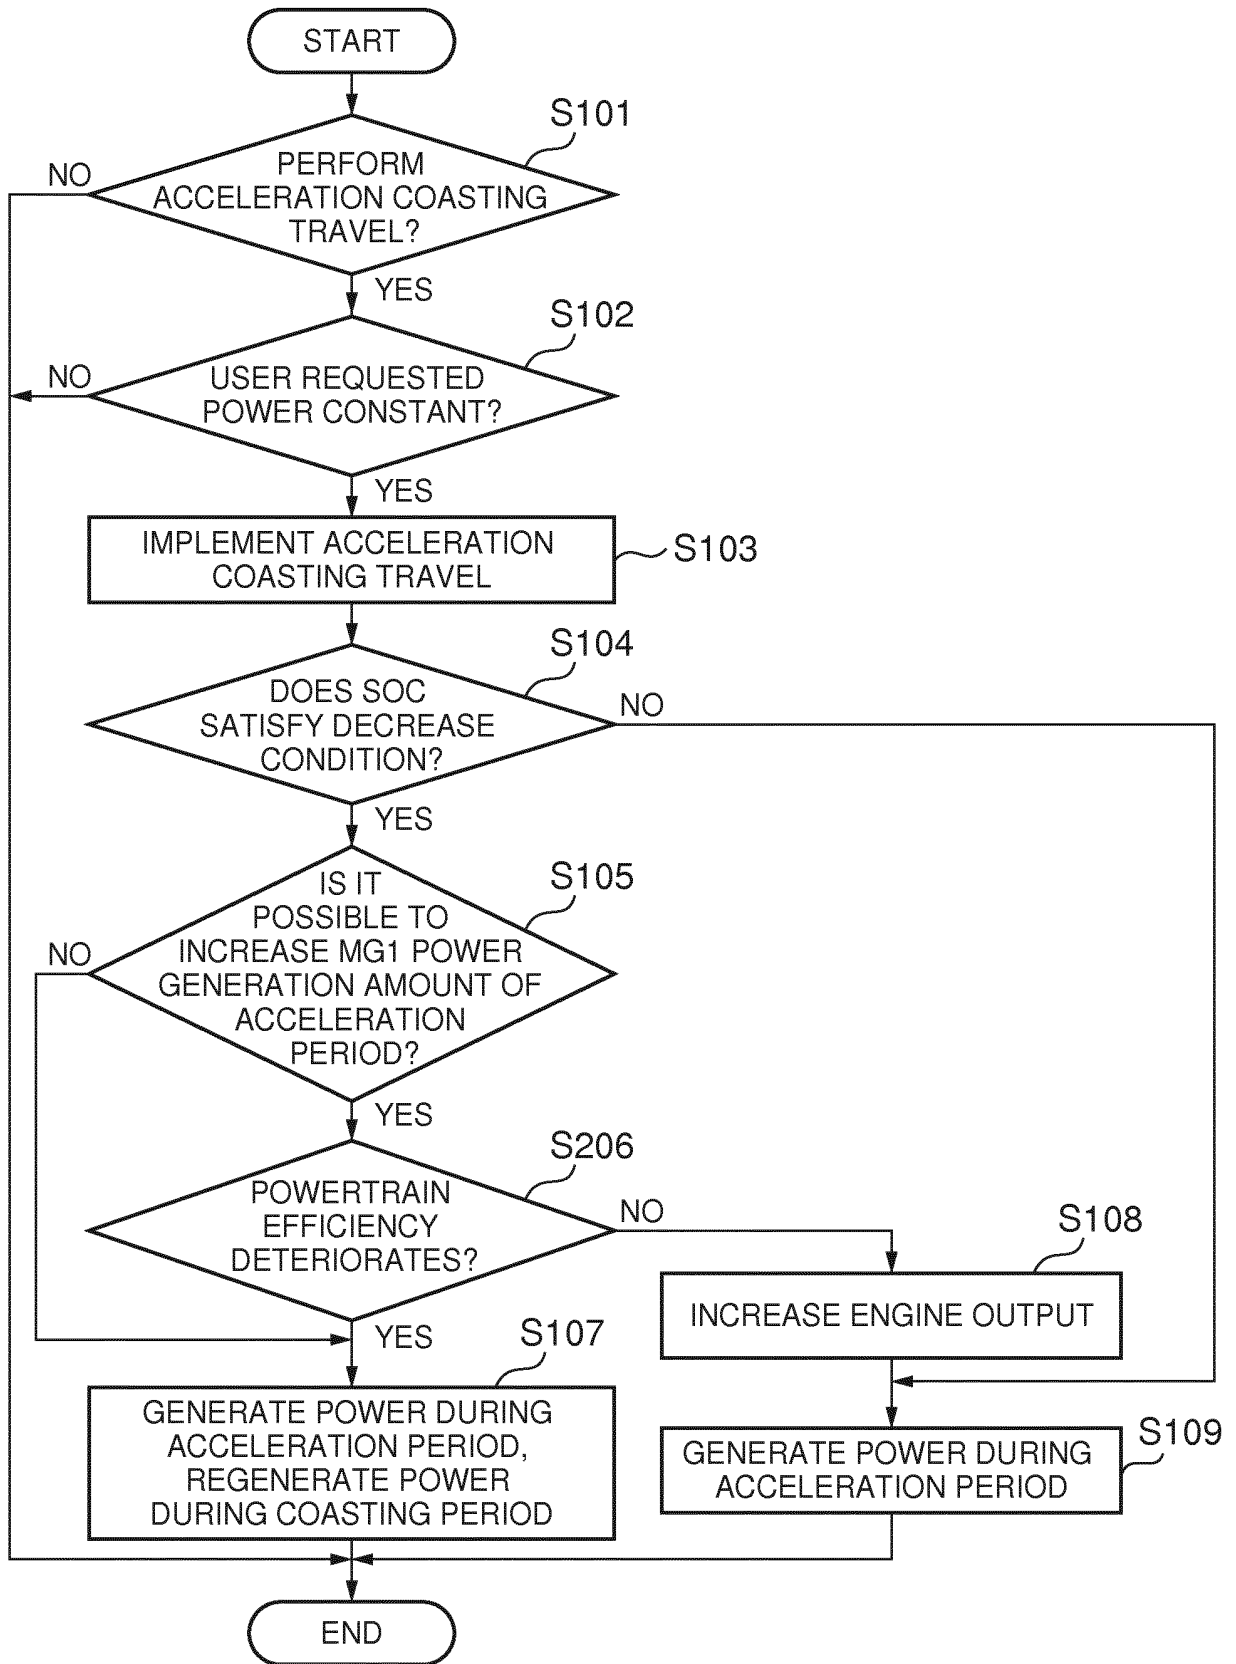 START
S101
NO
PERFORM
ACCELERATION COASTING
TRAVEL?
YES
S102
NO
USER REQUESTED
POWER CONSTANT?
YES
IMPLEMENT ACCELERATION
COASTING TRAVEL
S103
S104
DOES SOC
SATISFY DECREASE
CONDITION?
NO
YES
S105
IS IT
POSSIBLE TO
INCREASE MG1 POWER
GENERATION AMOUNT OF
ACCELERATION
PERIOD?
NO
YES
S206
POWERTRAIN
EFFICIENCY
DETERIORATES?
NO
S108
INCREASE ENGINE OUTPUT
YES
S107
GENERATE POWER DURING
ACCELERATION PERIOD,
REGENERATE POWER
DURING COASTING PERIOD
S109
GENERATE POWER DURING
ACCELERATION PERIOD
END